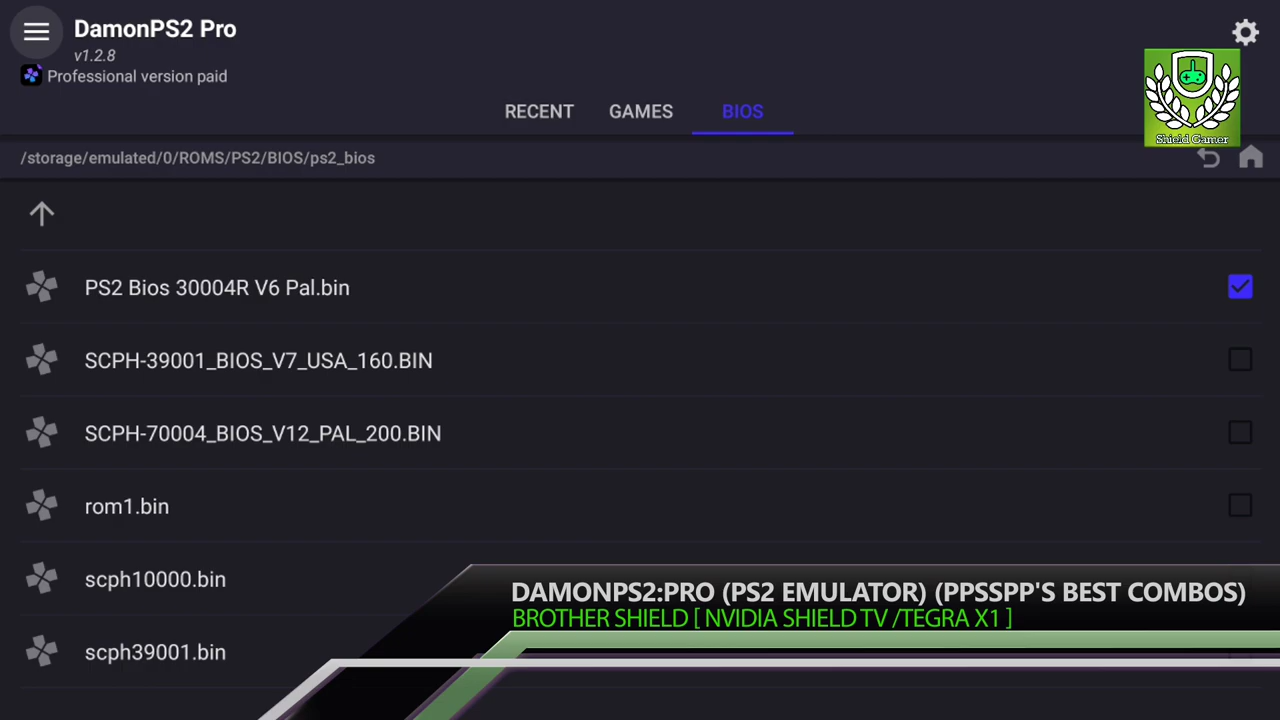 DamonPS2 Pro
v1.2.8
Professional version paid
Shield Gamer
RECENT GAMES BIOS
/storage/emulated/0/ROMS/PS2/BIOS/ps2_bios
PS2 Bios 30004R V6 Pal.bin
SCPH-39001_BIOS_V7_USA_160.BIN
SCPH-70004_BIOS_V12_PAL_200.BIN
rom1.bin
scph10000.bin
scph39001.bin
DAMONPS2:PRO (PS2 EMULATOR) (PPSSPP'S BEST COMBOS)
BROTHER SHIELD [ NVIDIA SHIELD TV /TEGRA X1 ]